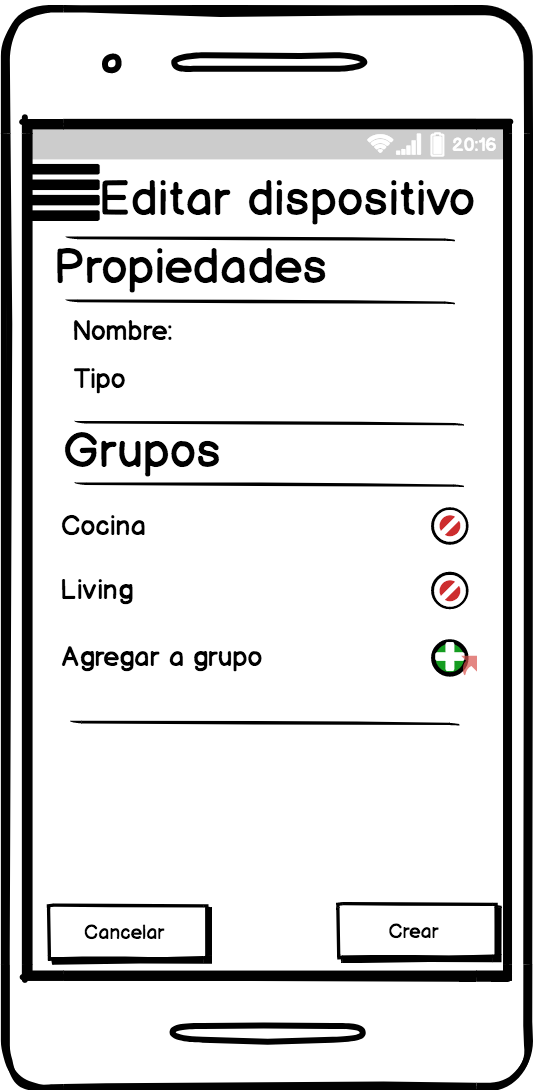 20:16
Editar dispositivo
Propiedades
Nombre:
Tipo
Grupos
Cocina
Living
Agregar a grupo
Cancelar
Crear